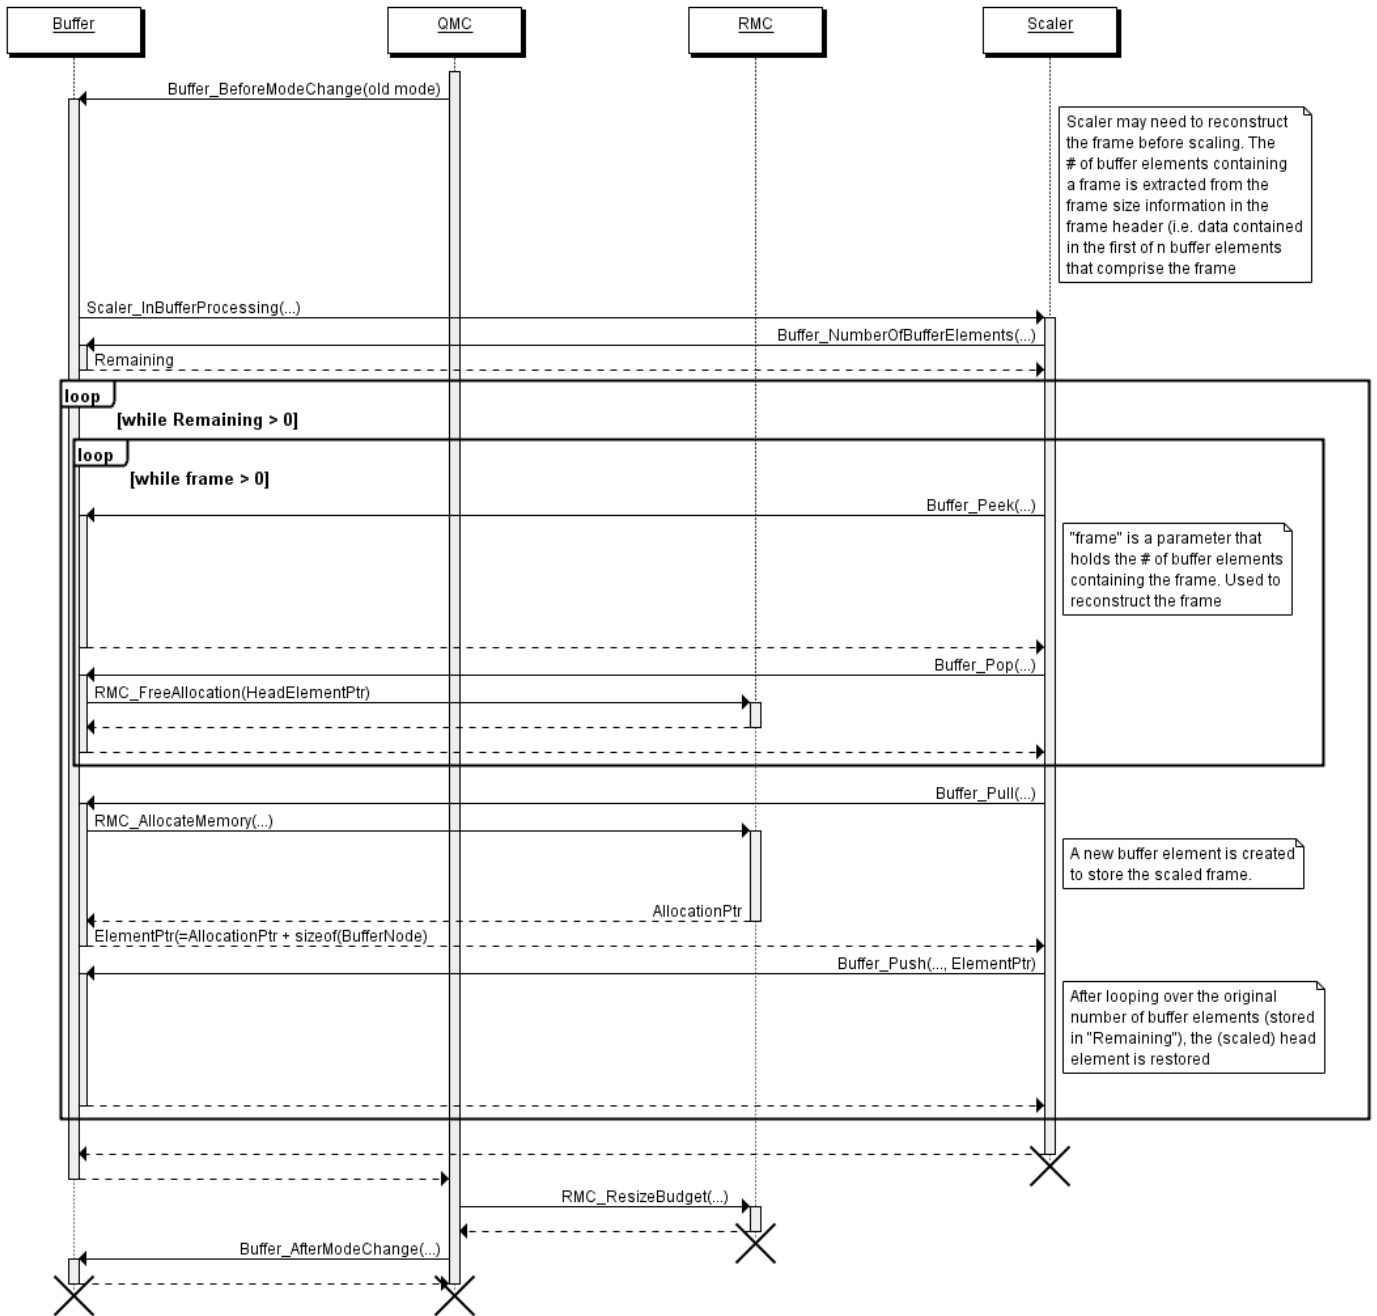 Buffer
QMC
RMC
Scaler
Buffer_BeforeModeChange(old mode)
Scaler may need to reconstruct
the frame before scaling. The
# of buffer elements containing
a frame is extracted from the
frame size information in the
frame header (i.e. data contained
in the first of n buffer elements
that comprise the frame
Scaler_InBufferProcessing(...)
Buffer_NumberOfBufferElements(...)
Remaining
loop
[while Remaining > 0]
loop
[while frame > 0]
Buffer_Peek(...)
"frame" is a parameter that
holds the # of buffer elements
containing the frame. Used to
reconstruct the frame
Buffer_Pop(...)
RMC_FreeAllocation(HeadElementPtr)
Buffer_Pull(...)
RMC_AllocateMemory(...)
A new buffer element is created
to store the scaled frame.
AllocationPtr
ElementPtr(=AllocationPtr + sizeof(BufferNode)
Buffer_Push(..., ElementPtr)
After looping over the original
number of buffer elements (stored
in "Remaining"), the (scaled) head
element is restored
RMC_ResizeBudget(...)
Buffer_AfterModeChange(...)